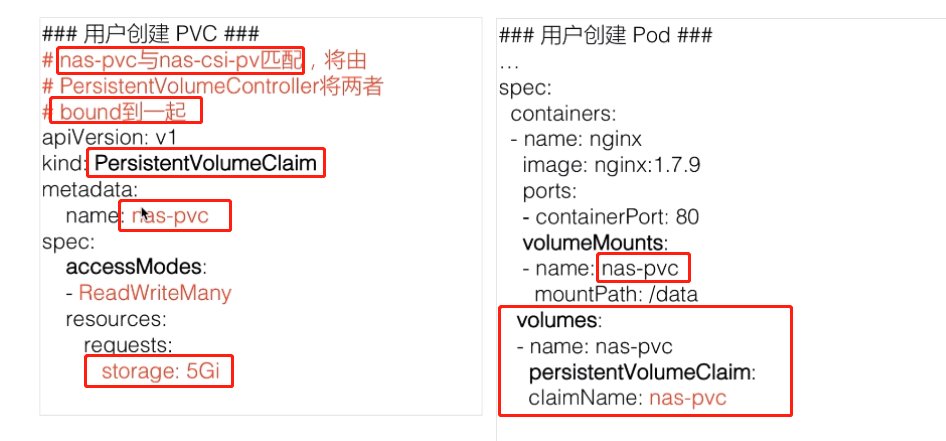 ### 用户创建 PVC ###
# nas-pvc与nas-csi-pv匹配，将由
# PersistentVolumeController将两者
# bound到一起
apiVersion: v1
kind: PersistentVolumeClaim
metadata:
name: nas-pvc
spec:
accessModes:
- ReadWriteMany
resources:
requests:
storage: 5Gi
### 用户创建 Pod ###
...
spec:
containers:
- name: nginx
image: nginx:1.7.9
ports:
- containerPort: 80
volumeMounts:
- name: nas-pvc
mountPath: /data
volumes:
- name: nas-pvc
persistentVolumeClaim:
claimName: nas-pvc